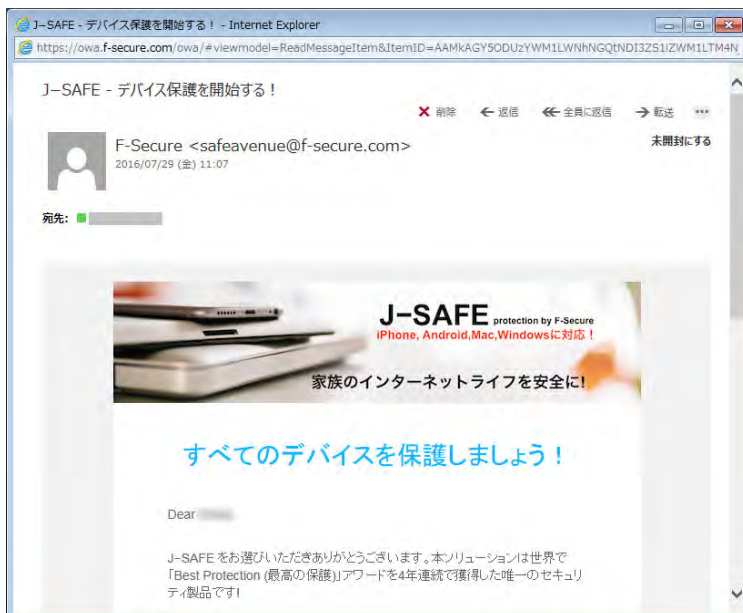 J-SAFE - デバイス保護を開始する！ - Internet Explorer
https://owa.f-secure.com/owa/#viewmodel=ReadMessageItem&ItemID=AAMkAGY5ODUzYWM1LWNhNGQtNDI3ZS1iZWM1LTM4N
J-SAFE - デバイス保護を開始する！
削除 返信 全員に返信 転送 ···
F-Secure <safeavenue@f-secure.com>
未開封にする
2016/07/29 (金) 11:07
宛先:
J-SAFE protection by F-Secure
iPhone, Android,Mac,Windowsに対応！
家族のインターネットライフを安全に!
すべてのデバイスを保護しましょう！
Dear
J-SAFE をお選びいただきありがとうございます。本ソリューションは世界で
「Best Protection (最高の保護)」アワードを4年連続で獲得した唯一のセキュリ
ティ製品です!